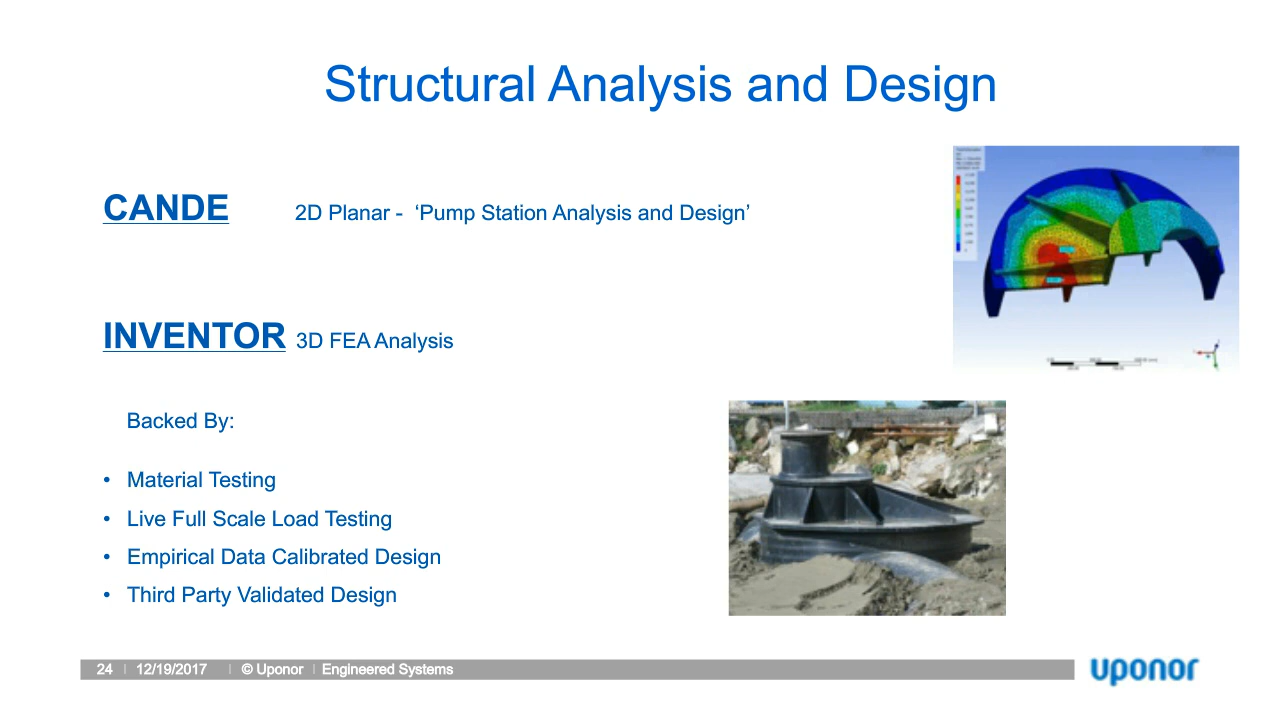 Structural Analysis and Design
CANDE 2D Planar - ‘Pump Station Analysis and Design’
INVENTOR 3D FEA Analysis
Backed By:
• Material Testing
• Live Full Scale Load Testing
• Empirical Data Calibrated Design
• Third Party Validated Design
24 | 12/19/2017 | © Uponor | Engineered Systems
uponor